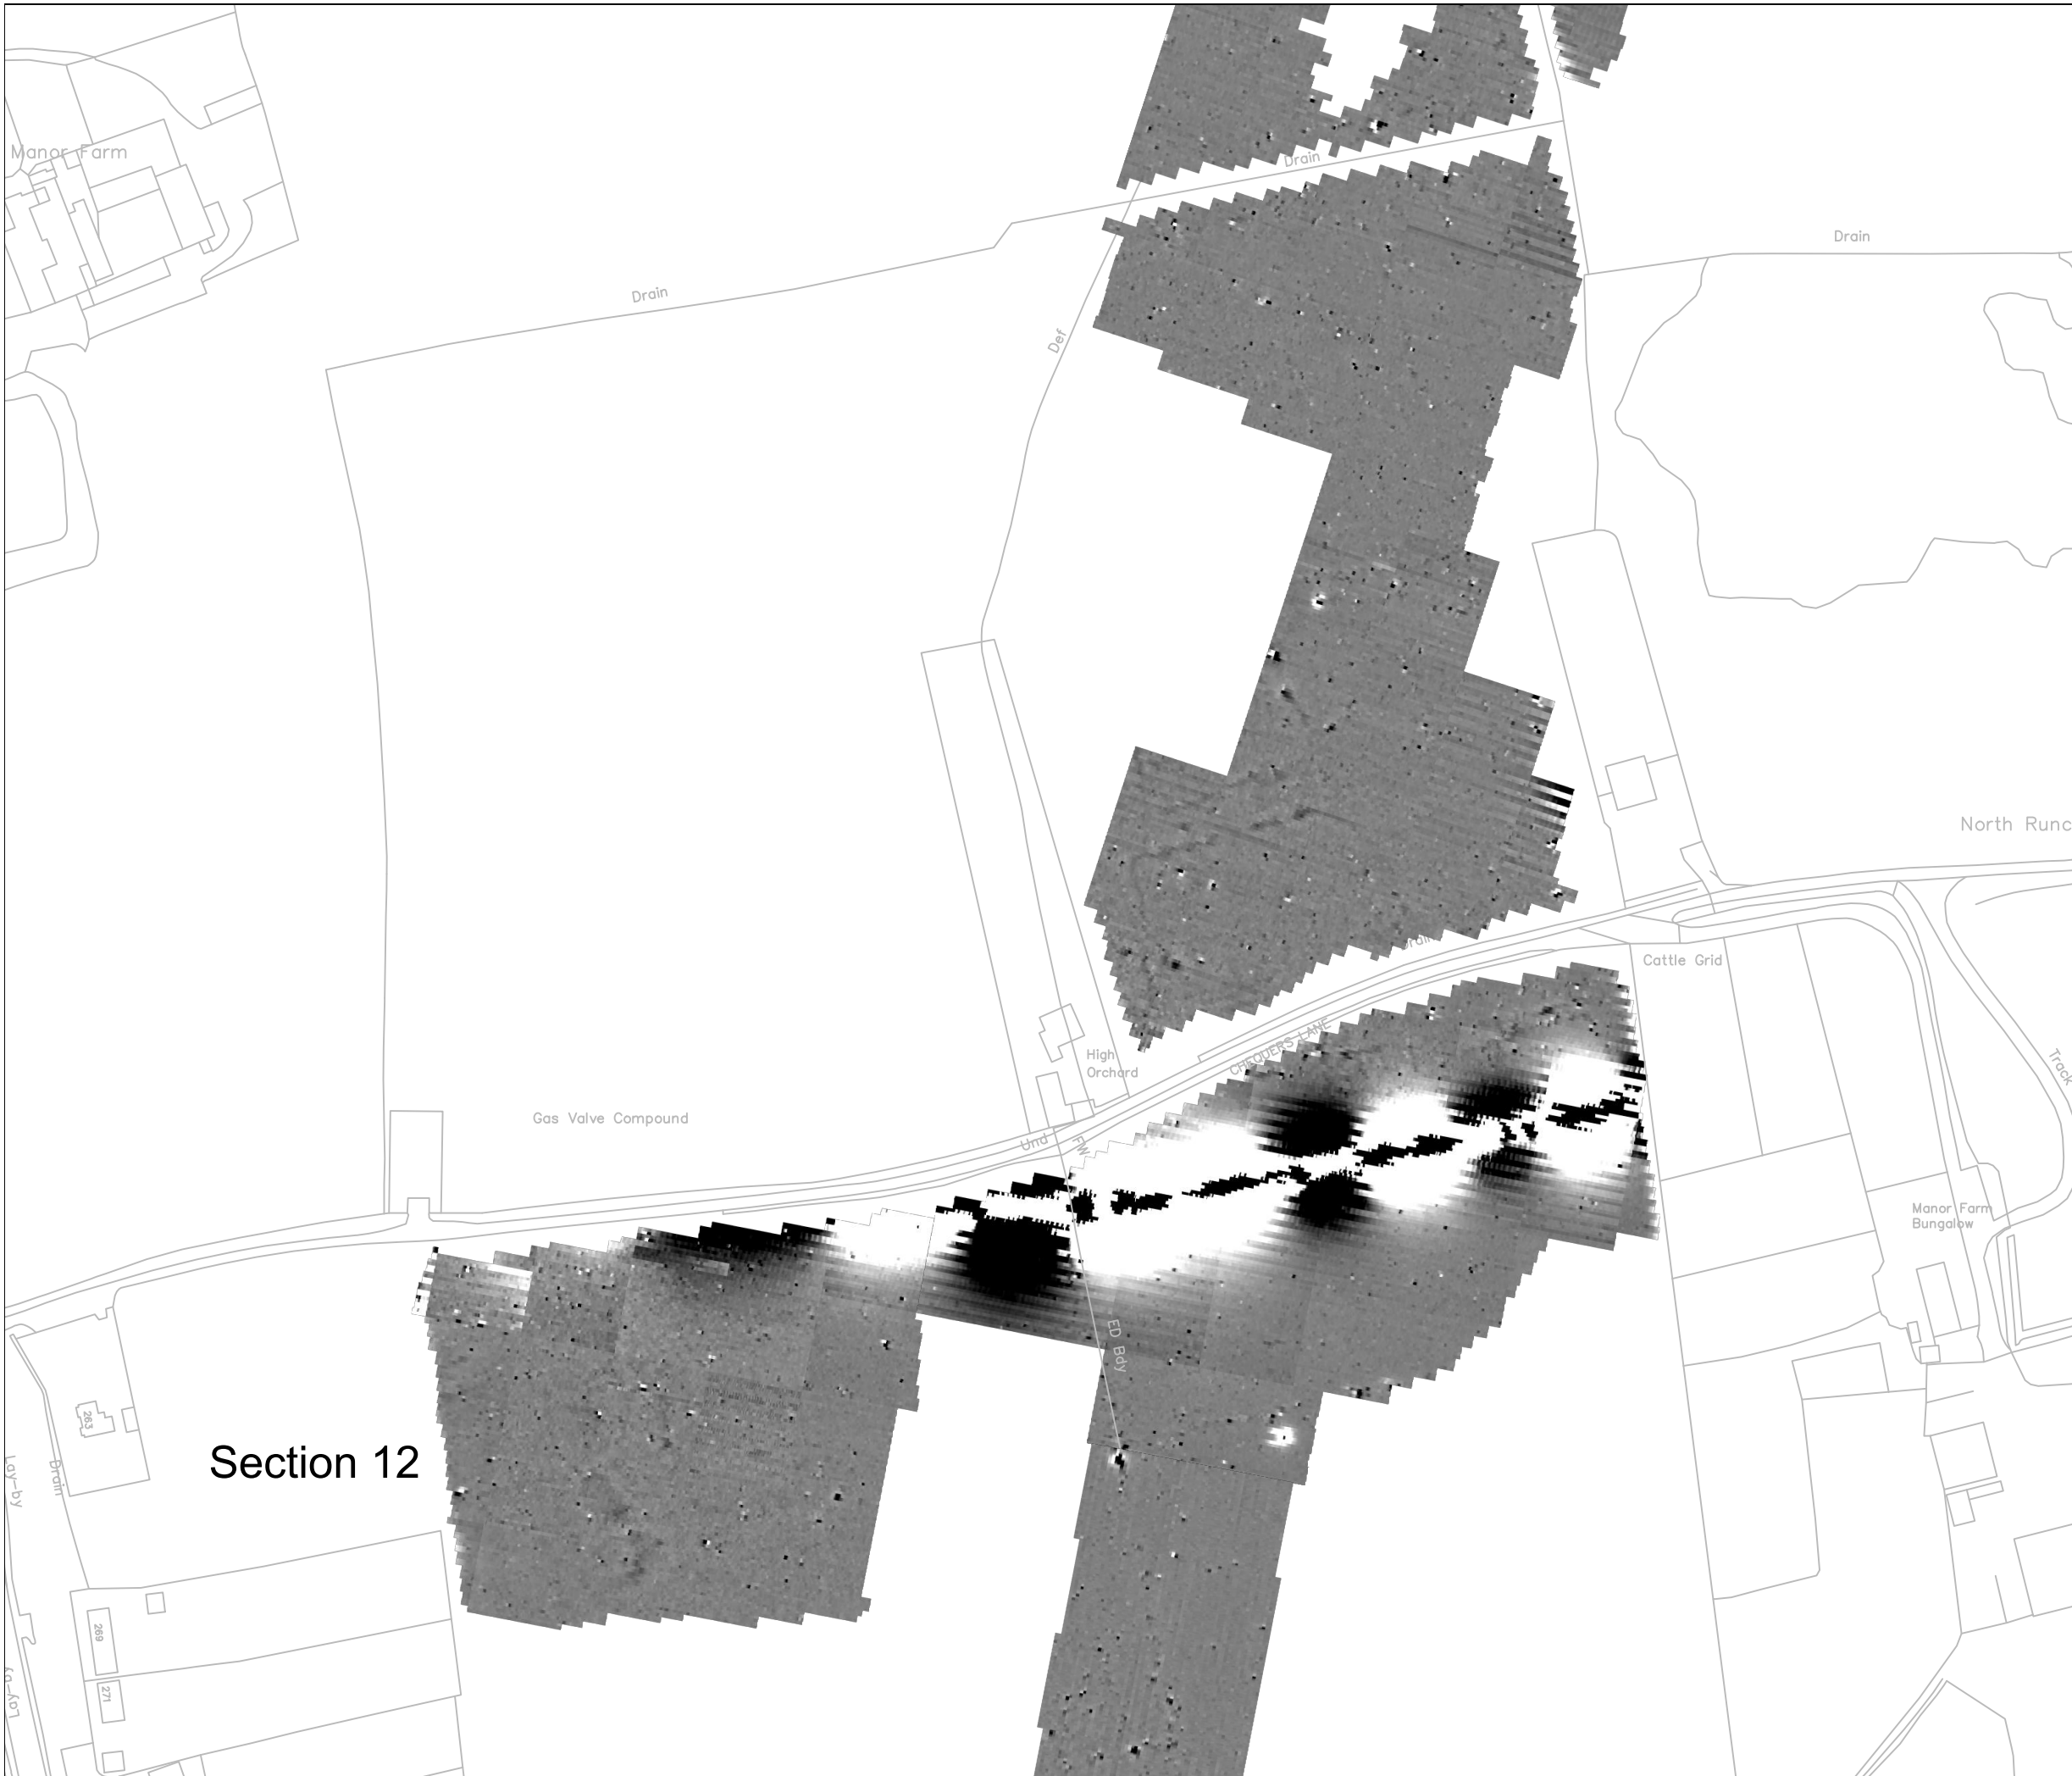 Manor Farm
Drain
Drain
Drain
Def
North Runc
Drain
Cattle Grid
CHEQUERS LANE
High
Orchard
Track
Gas Valve Compound
Und
FW
Manor Farm
Bungalow
ED Bdy
263
Section 12
Lay-by
Drain
269
271
Lay-by